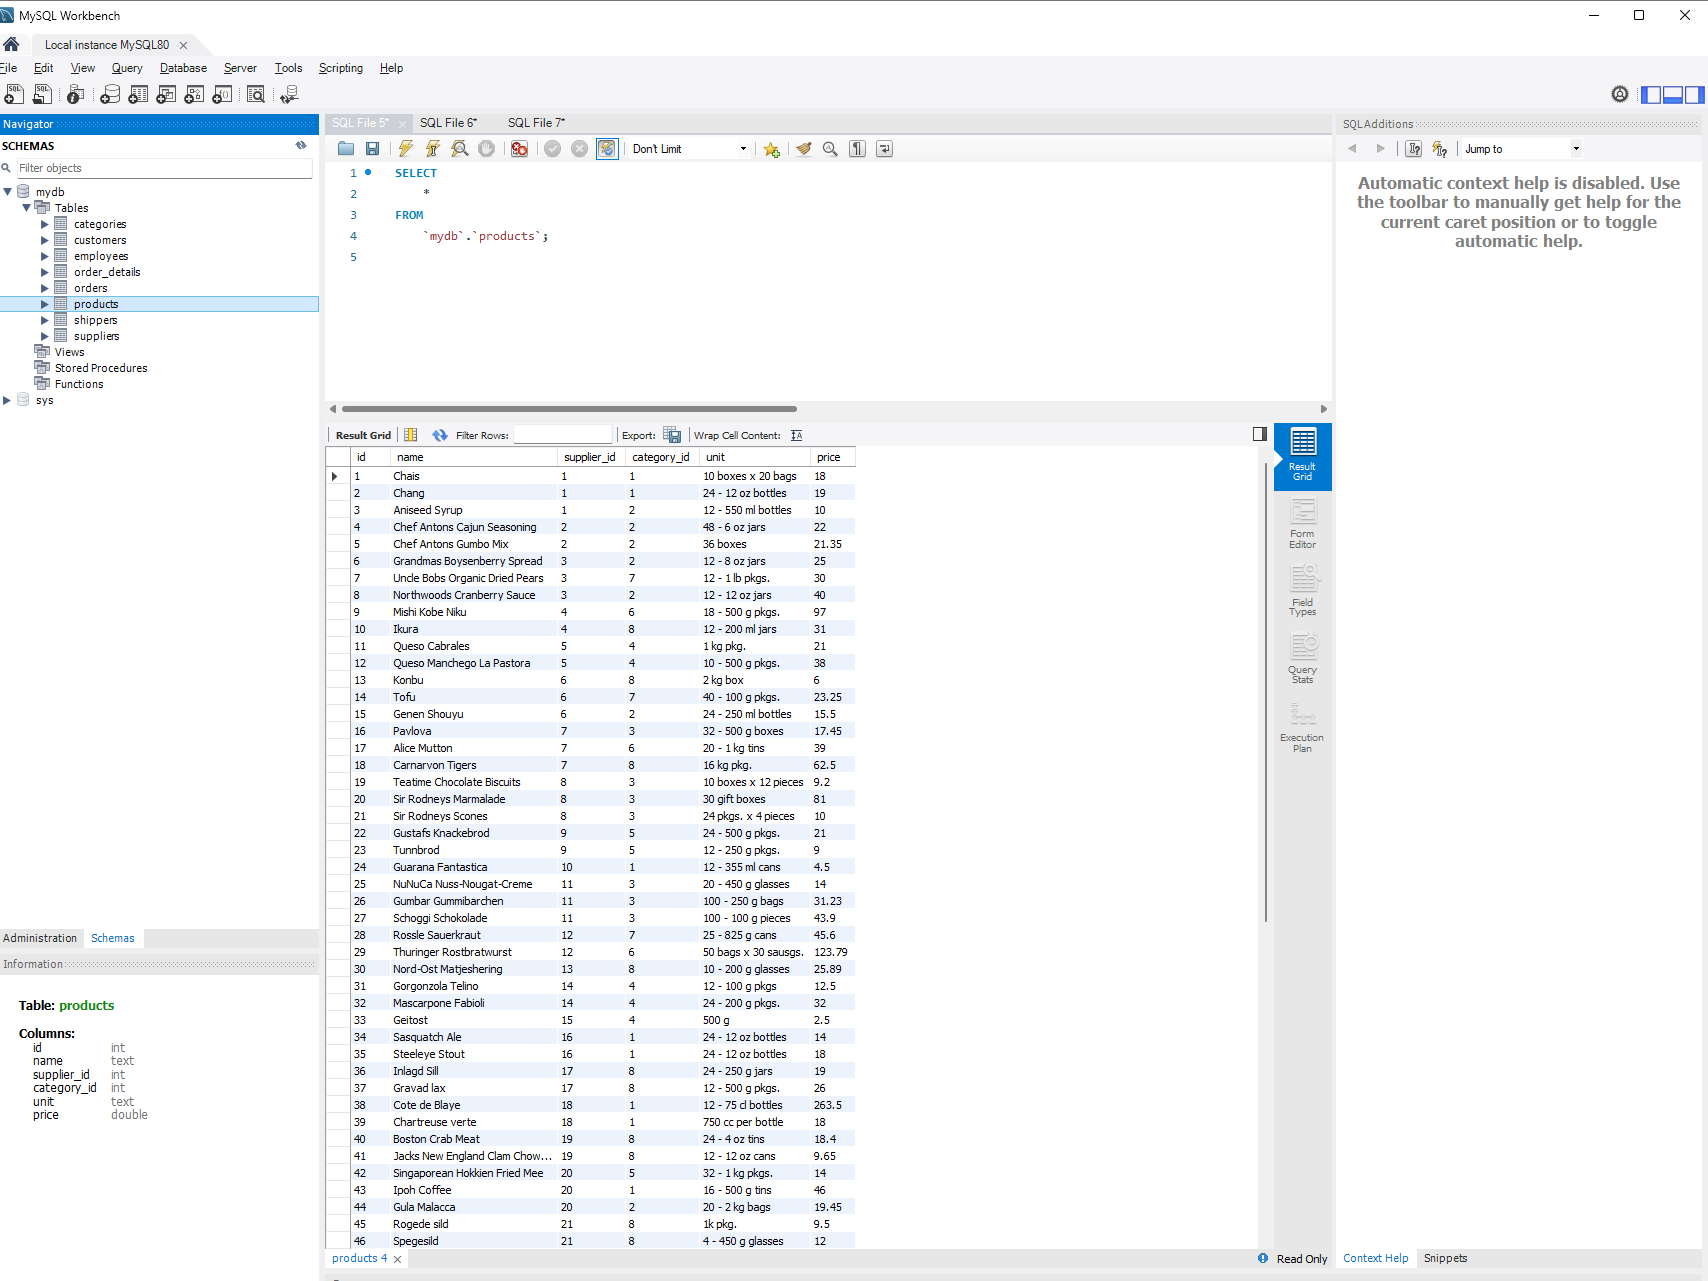 MySQL Workbench
Local instance MySQL80
File Edit View Query Database Server Tools Scripting Help
Navigator
SCHEMAS
Filter objects
mydb
Tables
categories
customers
employees
order_details
orders
products
shippers
suppliers
Views
Stored Procedures
Functions
sys
Administration Schemas
Information
Table: products
Columns:
id int
name text
supplier_id int
category_id int
unit text
price double
SQL File 5* SQL File 6* SQL File 7*
Don't Limit
1 SELECT
2 *
3 FROM
4 `mydb`.`products`;
5
Result Grid Filter Rows: Export: Wrap Cell Content:
id name supplier_id category_id unit price
1 Chais 1 1 10 boxes x 20 bags 18
2 Chang 1 1 24 - 12 oz bottles 19
3 Aniseed Syrup 1 2 12 - 550 ml bottles 10
4 Chef Antons Cajun Seasoning 2 2 48 - 6 oz jars 22
5 Chef Antons Gumbo Mix 2 2 36 boxes 21.35
6 Grandmas Boysenberry Spread 3 2 12 - 8 oz jars 25
7 Uncle Bobs Organic Dried Pears 3 7 12 - 1 lb pkgs. 30
8 Northwoods Cranberry Sauce 3 2 12 - 12 oz jars 40
9 Mishi Kobe Niku 4 6 18 - 500 g pkgs. 97
10 Ikura 4 8 12 - 200 ml jars 31
11 Queso Cabrales 5 4 1 kg pkg. 21
12 Queso Manchego La Pastora 5 4 10 - 500 g pkgs. 38
13 Konbu 6 8 2 kg box 6
14 Tofu 6 7 40 - 100 g pkgs. 23.25
15 Genen Shouyu 6 2 24 - 250 ml bottles 15.5
16 Pavlova 7 3 32 - 500 g boxes 17.45
17 Alice Mutton 7 6 20 - 1 kg tins 39
18 Carnarvon Tigers 7 8 16 kg pkg. 62.5
19 Teatime Chocolate Biscuits 8 3 10 boxes x 12 pieces 9.2
20 Sir Rodneys Marmalade 8 3 30 gift boxes 81
21 Sir Rodneys Scones 8 3 24 pkgs. x 4 pieces 10
22 Gustafs Knackebrod 9 5 24 - 500 g pkgs. 21
23 Tunnbrod 9 5 12 - 250 g pkgs. 9
24 Guarana Fantastica 10 1 12 - 355 ml cans 4.5
25 NuNuCa Nuss-Nougat-Creme 11 3 20 - 450 g glasses 14
26 Gumbar Gummibarchen 11 3 100 - 250 g bags 31.23
27 Schoggi Schokolade 11 3 100 - 100 g pieces 43.9
28 Rossle Sauerkraut 12 7 25 - 825 g cans 45.6
29 Thuringer Rostbratwurst 12 6 50 bags x 30 sausgs. 123.79
30 Nord-Ost Matjeshering 13 8 10 - 200 g glasses 25.89
31 Gorgonzola Telino 14 4 12 - 100 g pkgs 12.5
32 Mascarpone Fabioli 14 4 24 - 200 g pkgs. 32
33 Geitost 15 4 500 g 2.5
34 Sasquatch Ale 16 1 24 - 12 oz bottles 14
35 Steeleye Stout 16 1 24 - 12 oz bottles 18
36 Inlagd Sill 17 8 24 - 250 g jars 19
37 Gravad lax 17 8 12 - 500 g pkgs. 26
38 Cote de Blaye 18 1 12 - 75 cl bottles 263.5
39 Chartreuse verte 18 1 750 cc per bottle 18
40 Boston Crab Meat 19 8 24 - 4 oz tins 18.4
41 Jacks New England Clam Chow... 19 8 12 - 12 oz cans 9.65
42 Singaporean Hokkien Fried Mee 20 5 32 - 1 kg pkgs. 14
43 Ipoh Coffee 20 1 16 - 500 g tins 46
44 Gula Malacca 20 2 20 - 2 kg bags 19.45
45 Rogede sild 21 8 1k pkg. 9.5
46 Spegesild 21 8 4 - 450 g glasses 12
products 4
Read Only
Result
Grid
Form
Editor
Field
Types
Query
Stats
Execution
Plan
SQLAdditions
Jump to
Automatic context help is disabled. Use
the toolbar to manually get help for the
current caret position or to toggle
automatic help.
Context Help Snippets